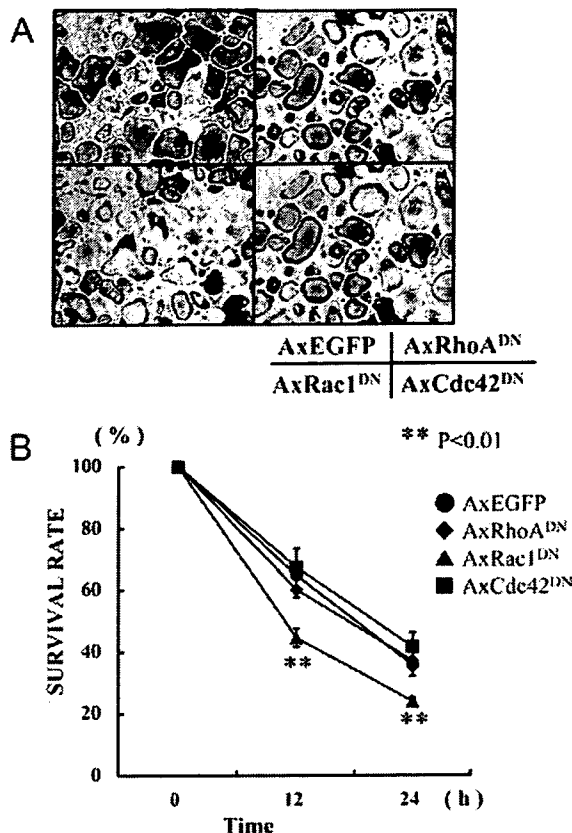 A
AxEGFP AxRhoA^DN
AxRac1^DN AxCdc42^DN
B
( % )
** P<0.01
AxEGFP
AxRhoA^DN
AxRac1^DN
AxCdc42^DN
SURVIVAL RATE
100
80
60
40
20
0
**
**
0 12 24 ( h )
Time